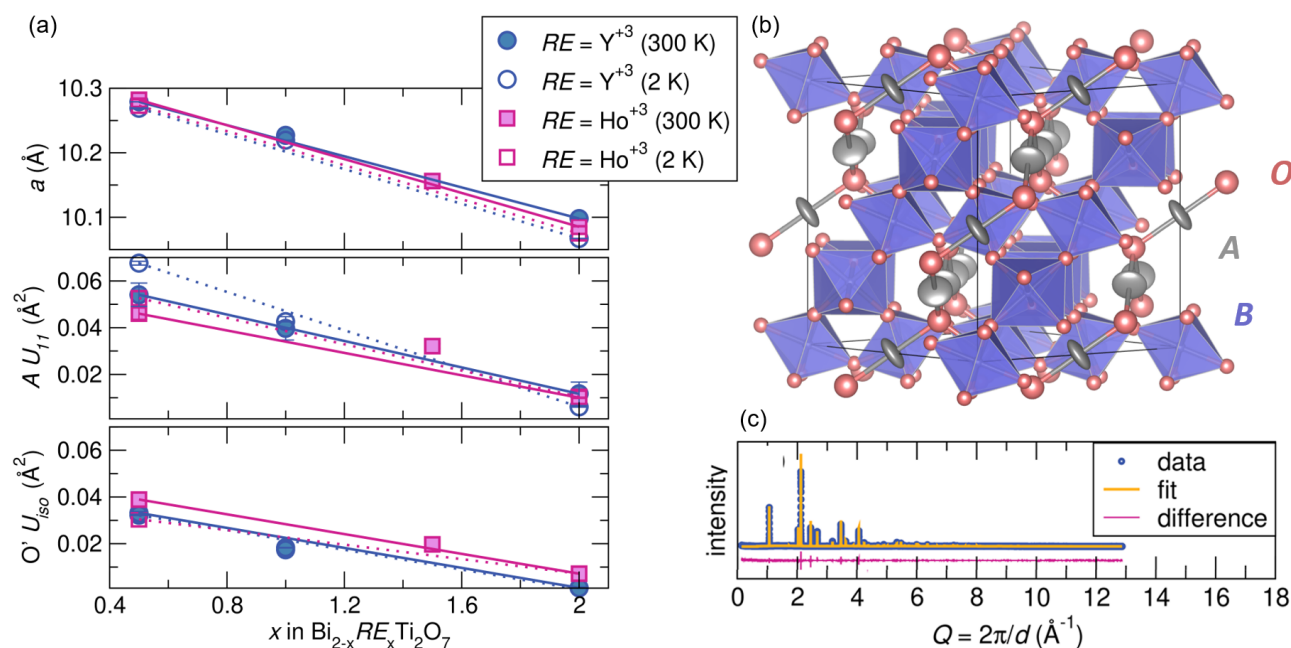 (a)
RE = Y⁺³ (300 K)
RE = Y⁺³ (2 K)
RE = Ho⁺³ (300 K)
RE = Ho⁺³ (2 K)
10.3
10.2
10.1
a (Å)
0.06
0.04
0.02
A U₁₁ (Å²)
0.06
0.04
0.02
O' Uᵢₛₒ (Å²)
0.4 0.8 1.2 1.6 2
x in Bi₂₋ₓREₓTi₂O₇
(b)
O
A
B
(c)
data
fit
difference
intensity
0 2 4 6 8 10 12 14 16 18
Q = 2π/d (Å⁻¹)